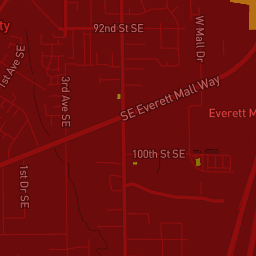 92nd St SE
W Mall Dr
ty
1st Ave SE
3rd Ave SE
SE Everett Mall Way
Everett M
100th St SE
1st Dr SE